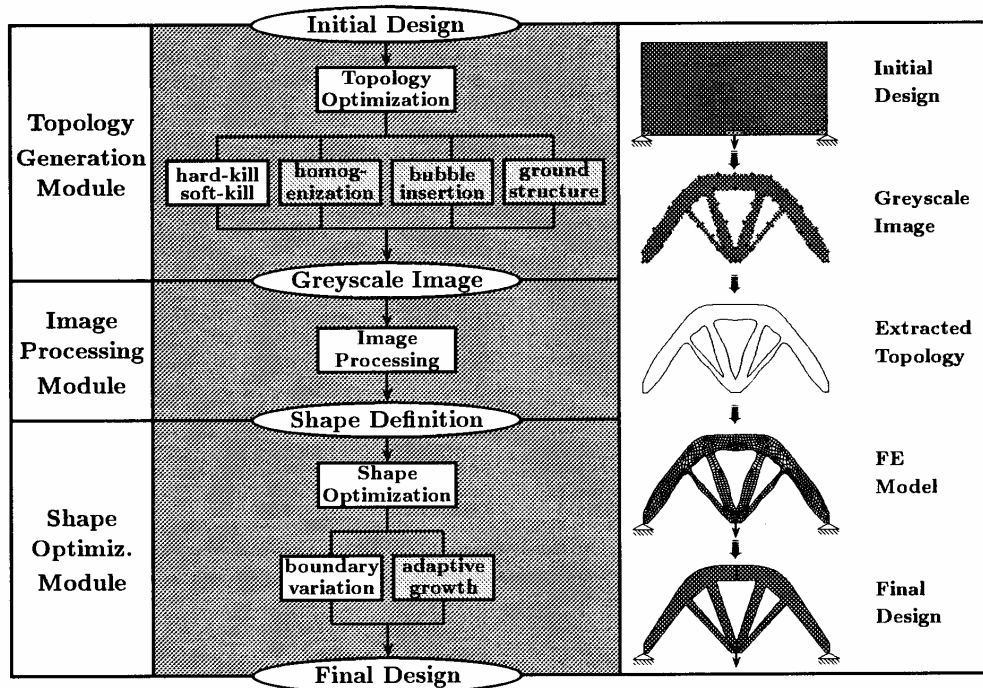 Initial Design
Topology
Generation
Module
Topology
Optimization
hard-kill
soft-kill
homog-
enization
bubble
insertion
ground
structure
Greyscale Image
Image
Processing
Module
Image
Processing
Shape Definition
Shape
Optimiz.
Module
Shape
Optimization
boundary
variation
adaptive
growth
Final Design
Initial
Design
Greyscale
Image
Extracted
Topology
FE
Model
Final
Design